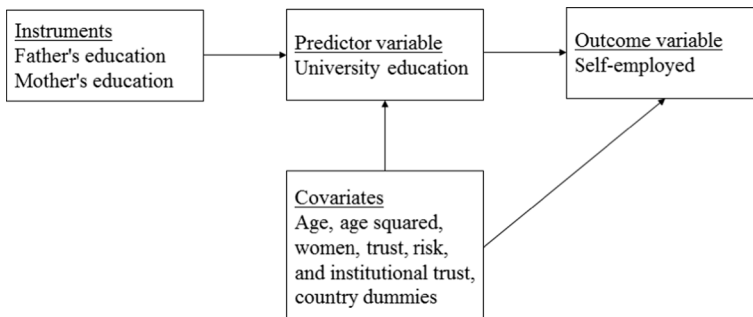 Instruments
Father's education
Mother's education
Predictor variable
University education
Outcome variable
Self-employed
Covariates
Age, age squared,
women, trust, risk,
and institutional trust,
country dummies